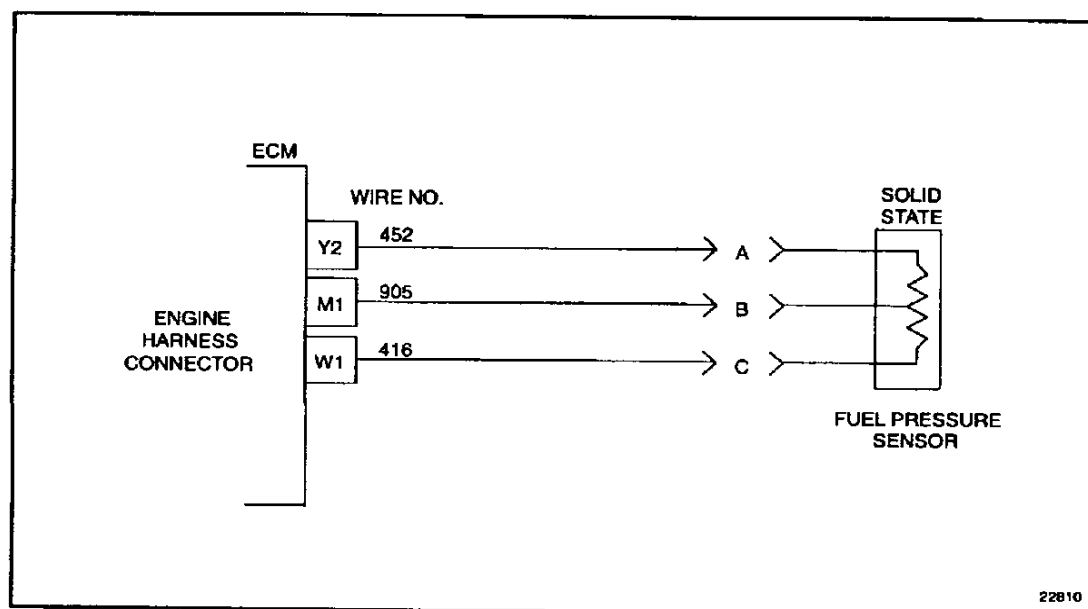 ECM
WIRE NO.
SOLID
STATE
Y2
452
A
M1
905
B
W1
416
C
ENGINE
HARNESS
CONNECTOR
FUEL PRESSURE
SENSOR
22810